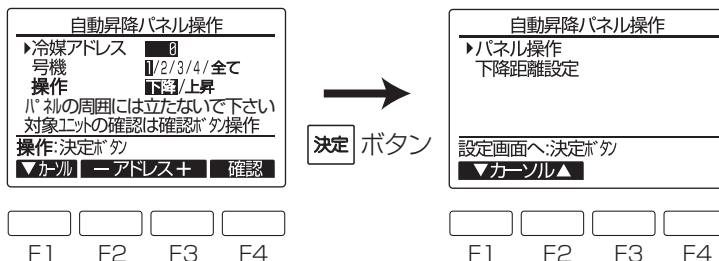 自動昇降パネル操作
▶冷媒アドレス 0
号機 1/2/3/4/全て
操作 下降/上昇
パネルの周囲には立たないで下さい
対象ユニットの確認は確認ボタン操作
操作:決定ボタン
▼カーソル －アドレス＋ 確認
F1 F2 F3 F4
決定 ボタン
自動昇降パネル操作
▶パネル操作
下降距離設定
設定画面へ:決定ボタン
▼カーソル▲
F1 F2 F3 F4